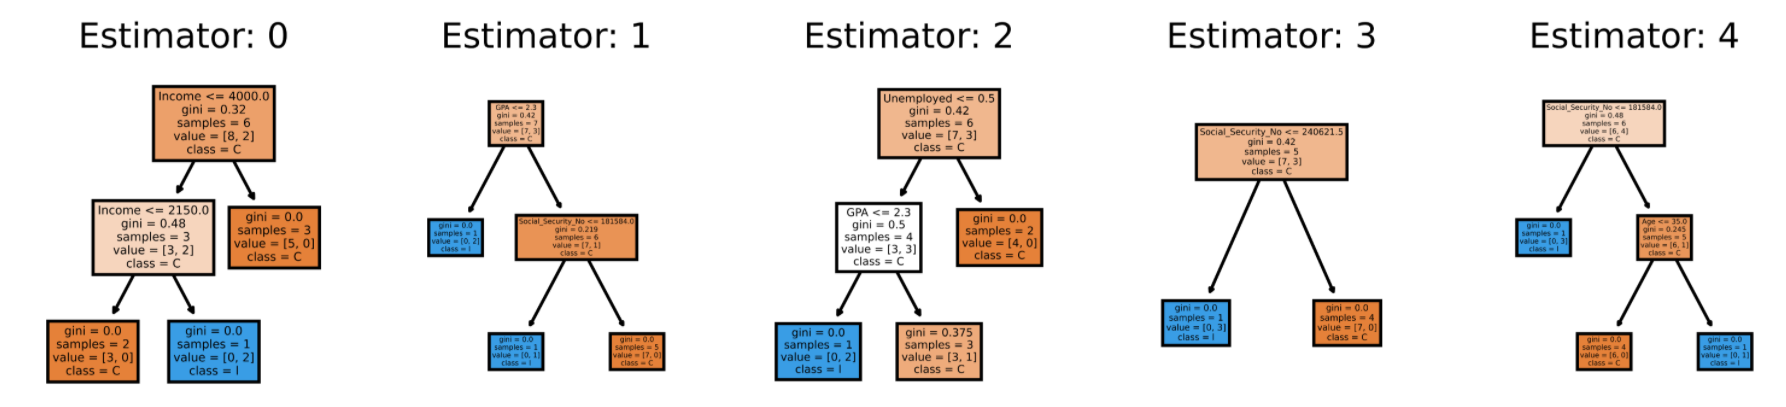 Estimator: 0
Income <= 4000.0
gini = 0.32
samples = 6
value = [8, 2]
class = C
Income <= 2150.0
gini = 0.48
samples = 3
value = [3, 2]
class = C
gini = 0.0
samples = 3
value = [5, 0]
class = C
gini = 0.0
samples = 2
value = [3, 0]
class = C
gini = 0.0
samples = 1
value = [0, 2]
class = I
Estimator: 1
GPA <= 2.3
gini = 0.42
samples = 7
value = [7, 3]
class = C
gini = 0.0
samples = 1
value = [0, 2]
class = I
Social_Security_No <= 181584.0
gini = 0.219
samples = 6
value = [7, 1]
class = C
gini = 0.0
samples = 1
value = [0, 1]
class = I
gini = 0.0
samples = 5
value = [7, 0]
class = C
Estimator: 2
Unemployed <= 0.5
gini = 0.42
samples = 6
value = [7, 3]
class = C
GPA <= 2.3
gini = 0.5
samples = 4
value = [3, 3]
class = C
gini = 0.0
samples = 2
value = [4, 0]
class = C
gini = 0.0
samples = 1
value = [0, 2]
class = I
gini = 0.375
samples = 3
value = [3, 1]
class = C
Estimator: 3
Social_Security_No <= 240621.5
gini = 0.42
samples = 5
value = [7, 3]
class = C
gini = 0.0
samples = 1
value = [0, 3]
class = I
gini = 0.0
samples = 4
value = [7, 0]
class = C
Estimator: 4
Social_Security_No <= 181584.0
gini = 0.48
samples = 6
value = [6, 4]
class = C
gini = 0.0
samples = 1
value = [0, 3]
class = I
Age <= 35.0
gini = 0.245
samples = 5
value = [6, 1]
class = C
gini = 0.0
samples = 4
value = [6, 0]
class = C
gini = 0.0
samples = 1
value = [0, 1]
class = I